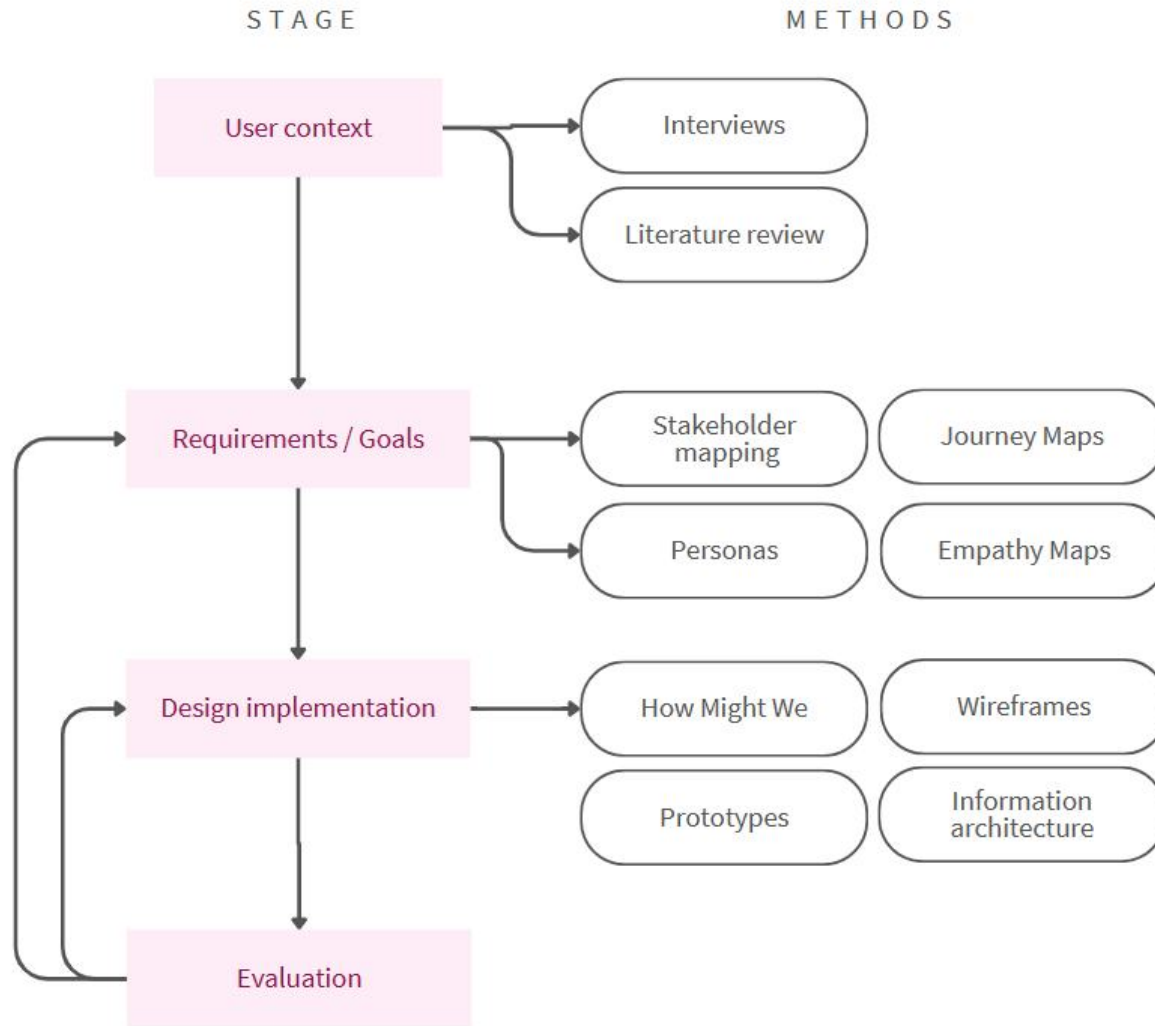 STAGE
METHODS
User context
Interviews
Literature review
Requirements / Goals
Stakeholder
mapping
Journey Maps
Personas
Empathy Maps
Design implementation
How Might We
Wireframes
Prototypes
Information
architecture
Evaluation